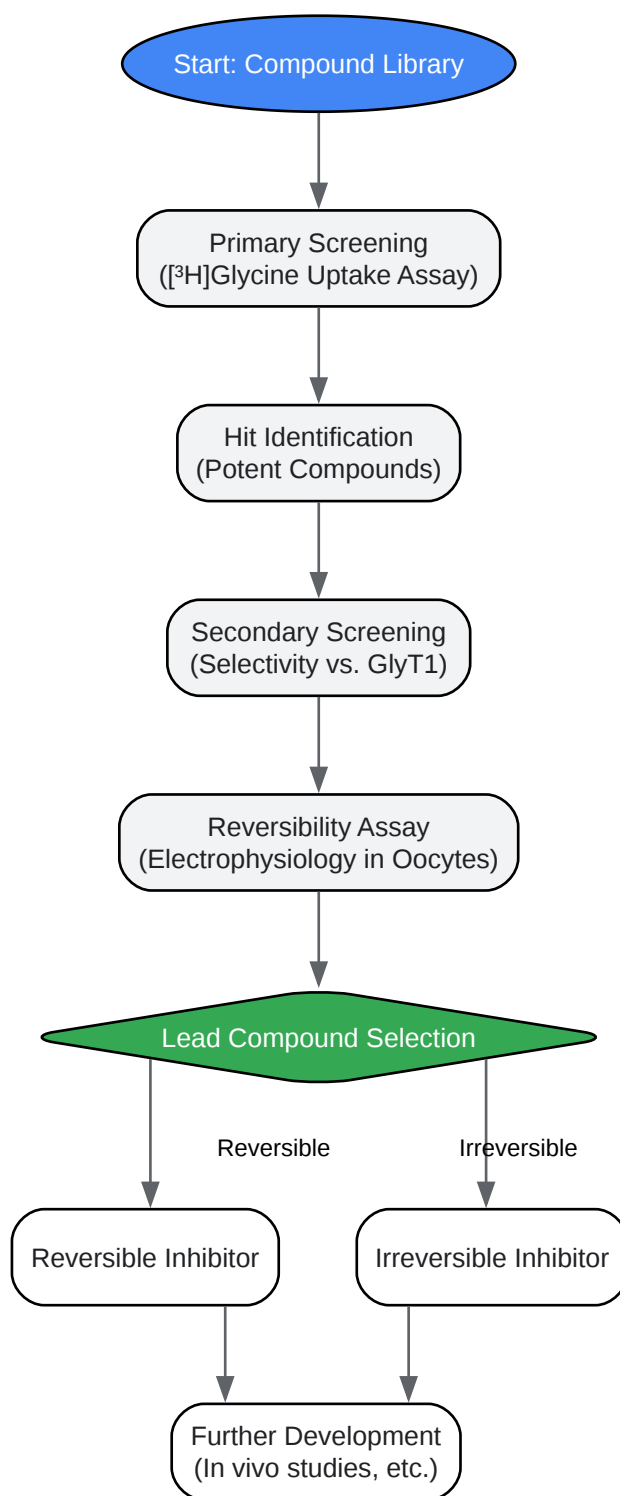 Start: Compound Library
Primary Screening
([³H]Glycine Uptake Assay)
Hit Identification
(Potent Compounds)
Secondary Screening
(Selectivity vs. GlyT1)
Reversibility Assay
(Electrophysiology in Oocytes)
Lead Compound Selection
Reversible
Irreversible
Reversible Inhibitor
Irreversible Inhibitor
Further Development
(In vivo studies, etc.)